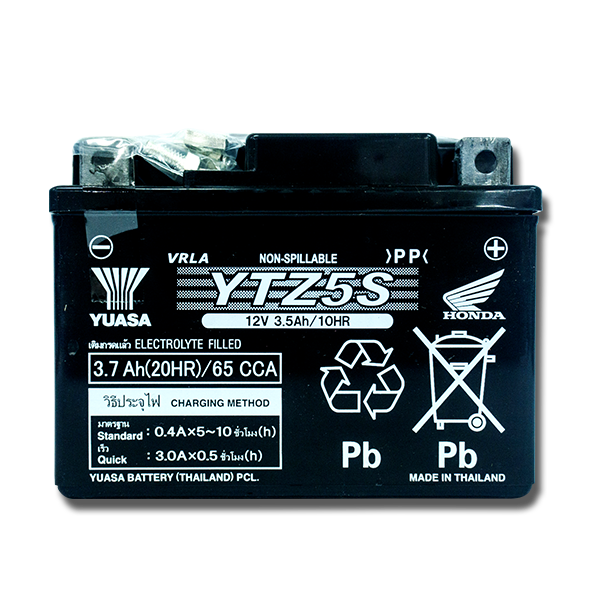 VRLA NON-SPILLABLE >PP<
YUASA
YTZ5S
12V 3.5Ah/10HR
HONDA
เติมกรดแล้ว ELECTROLYTE FILLED
3.7 Ah(20HR)/65 CCA
วิธีประจุไฟ CHARGING METHOD
มาตรฐาน
Standard : 0.4A×5~10 ชั่วโมง(h)
เร็ว
Quick : 3.0A×0.5 ชั่วโมง(h)
YUASA BATTERY (THAILAND) PCL.
Pb
Pb
MADE IN THAILAND